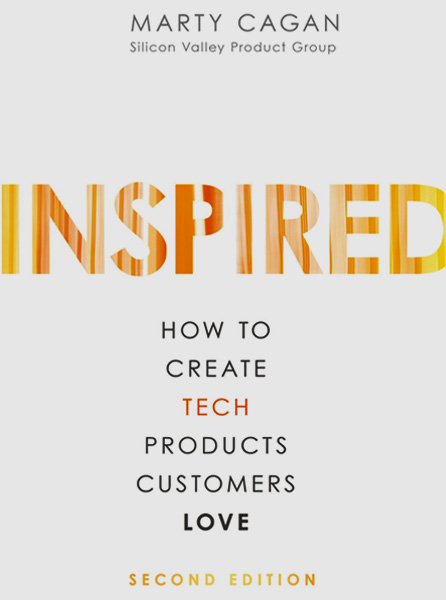 MARTY CAGAN
Silicon Valley Product Group
INSPIRED
HOW TO
CREATE
TECH
PRODUCTS
CUSTOMERS
LOVE
SECOND EDITION